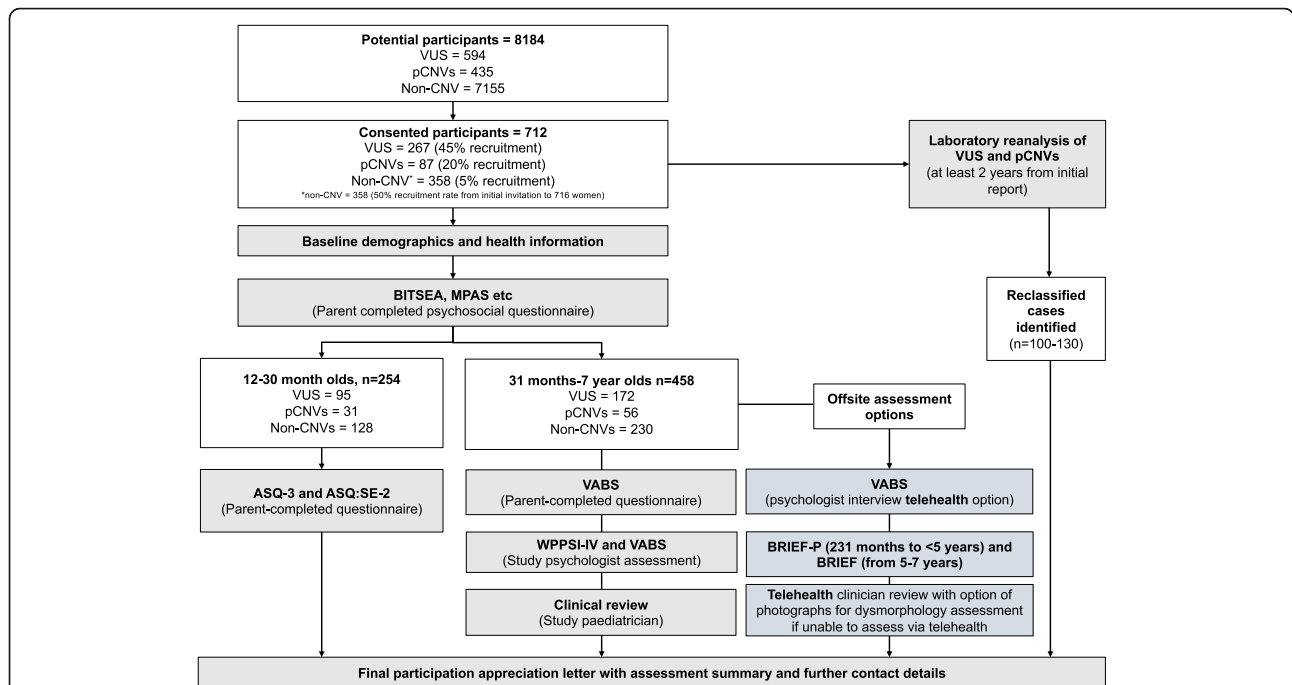 Potential participants = 8184
VUS = 594
pCNVs = 435
Non-CNV = 7155
Consented participants = 712
VUS = 267 (45% recruitment)
pCNVs = 87 (20% recruitment)
Non-CNV* = 358 (5% recruitment)
*non-CNV = 358 (50% recruitment rate from initial invitation to 716 women)
Laboratory reanalysis of
VUS and pCNVs
(at least 2 years from initial
report)
Baseline demographics and health information
BITSEA, MPAS etc
(Parent completed psychosocial questionnaire)
Reclassified
cases
identified
(n=100-130)
12-30 month olds, n=254
VUS = 95
pCNVs = 31
Non-CNVs = 128
31 months-7 year olds n=458
VUS = 172
pCNVs = 56
Non-CNVs = 230
Offsite assessment
options
ASQ-3 and ASQ:SE-2
(Parent-completed questionnaire)
VABS
(Parent-completed questionnaire)
VABS
(psychologist interview telehealth option)
WPPSI-IV and VABS
(Study psychologist assessment)
BRIEF-P (231 months to <5 years) and
BRIEF (from 5-7 years)
Clinical review
(Study paediatrician)
Telehealth clinician review with option of
photographs for dysmorphology assessment
if unable to assess via telehealth
Final participation appreciation letter with assessment summary and further contact details